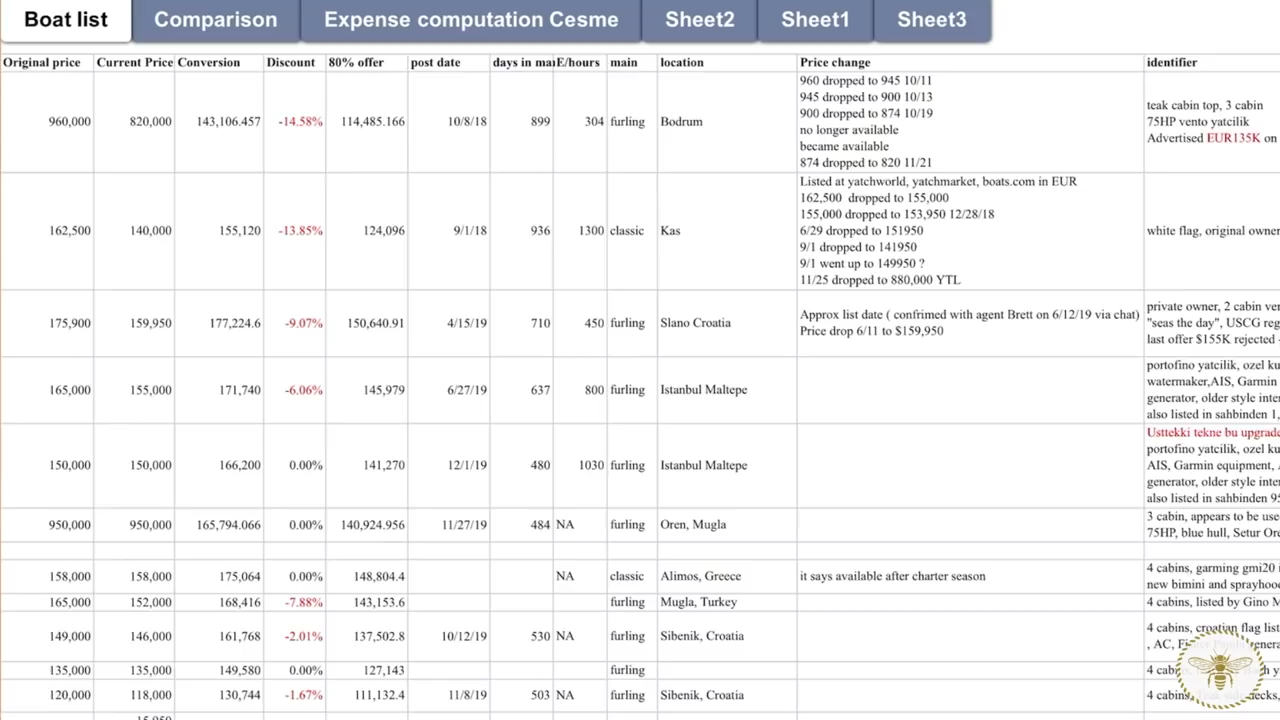 Boat list Comparison Expense computation Cesme Sheet2 Sheet1 Sheet3
Original price Current Price Conversion Discount 80% offer post date days in mai E/hours main location Price change identifier
960,000 820,000 143,106.457 -14.58% 114,485.166 10/8/18 899 304 furling Bodrum
960 dropped to 945 10/11
945 dropped to 900 10/13
900 dropped to 874 10/19
no longer available
became available
874 dropped to 820 11/21
teak cabin top, 3 cabin
75HP vento yatcilik
Advertised EUR135K on
162,500 140,000 155,120 -13.85% 124,096 9/1/18 936 1300 classic Kas
Listed at yatchworld, yatchmarket, boats.com in EUR
162,500 dropped to 155,000
155,000 dropped to 153,950 12/28/18
6/29 dropped to 151950
9/1 dropped to 141950
9/1 went up to 149950 ?
11/25 dropped to 880,000 YTL
white flag, original owner
175,900 159,950 177,224.6 -9.07% 150,640.91 4/15/19 710 450 furling Slano Croatia
Approx list date ( confrimed with agent Brett on 6/12/19 via chat)
Price drop 6/11 to $159,950
private owner, 2 cabin
"seas the day", USCG
last offer $155K rejected
165,000 155,000 171,740 -6.06% 145,979 6/27/19 637 800 furling Istanbul Maltepe
portofino yatcilik, ozel
watermaker,AIS, Garmin
generator, older style
also listed in sahbinden 1,
150,000 150,000 166,200 0.00% 141,270 12/1/19 480 1030 furling Istanbul Maltepe
Usttekki tekne bu upgrade
portofino yatcilik, ozel
AIS, Garmin equipment,
generator, older style
also listed in sahbinden
950,000 950,000 165,794.066 0.00% 140,924.956 11/27/19 484 NA furling Oren, Mugla
3 cabin, appears to be
75HP, blue hull, Setur
158,000 158,000 175,064 0.00% 148,804.4 NA classic Alimos, Greece it says available after charter season
4 cabins, garming gmi20
new bimini and
165,000 152,000 168,416 -7.88% 143,153.6 furling Mugla, Turkey 4 cabins, listed by Gino
149,000 146,000 161,768 -2.01% 137,502.8 10/12/19 530 NA furling Sibenik, Croatia
4 cabins, croatian flag
, AC,
135,000 135,000 149,580 0.00% 127,143 furling 4
120,000 118,000 130,744 -1.67% 111,132.4 11/8/19 503 NA furling Sibenik, Croatia 4